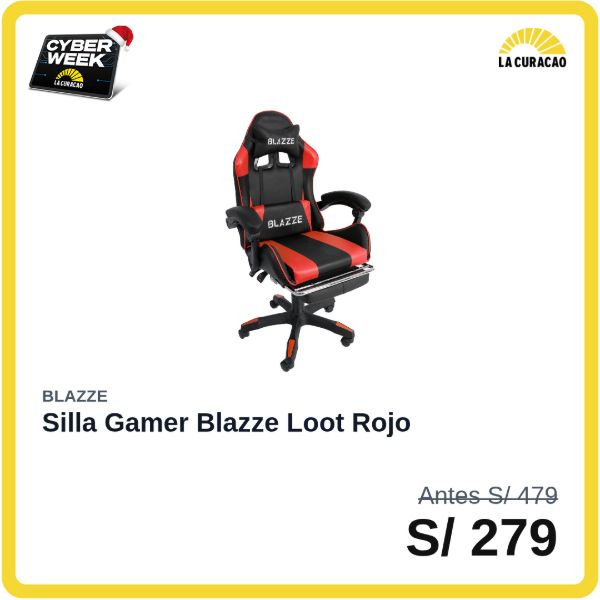 CYBER
WEEK
LA CURACAO
LA CURACAO
BLAZZE
BLAZZE
BLAZZE
Silla Gamer Blazze Loot Rojo
Antes S/ 479
S/ 279